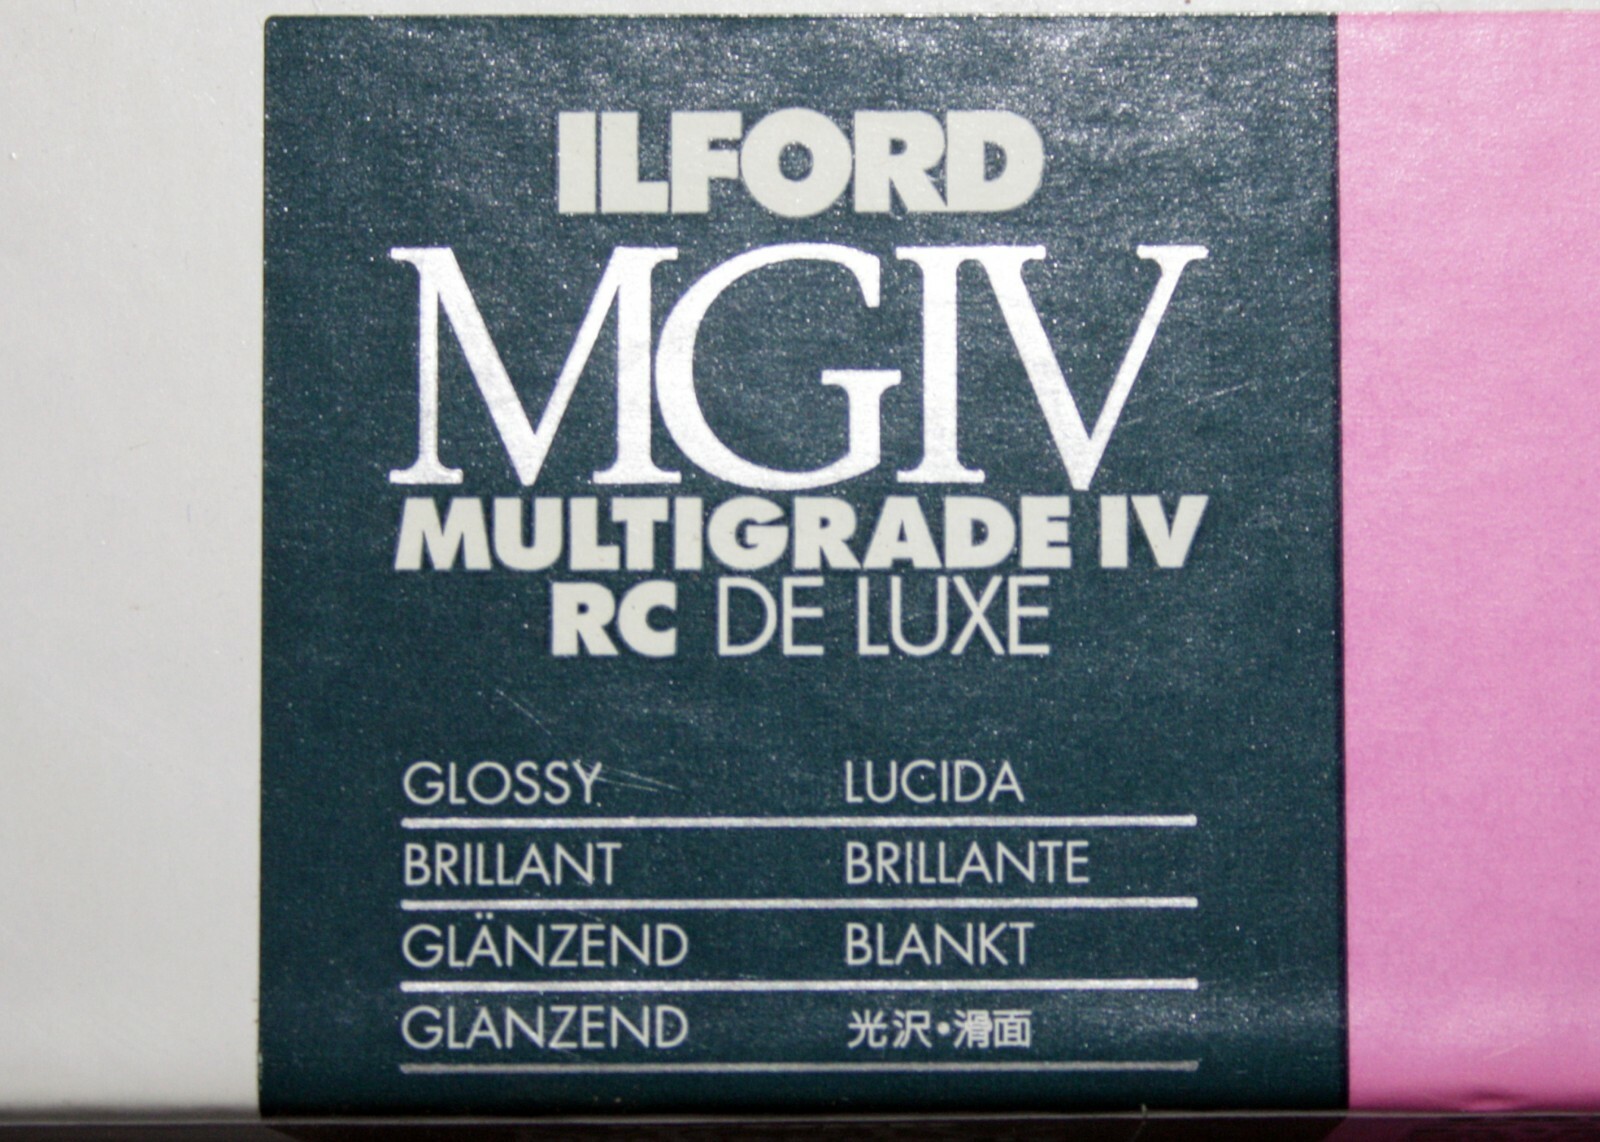 ILFORD
MGIV
MULTIGRADE IV
RC DE LUXE
GLOSSY LUCIDA
BRILLANT BRILLANTE
GLÄNZEND BLANKT
GLANZEND 光沢・滑面